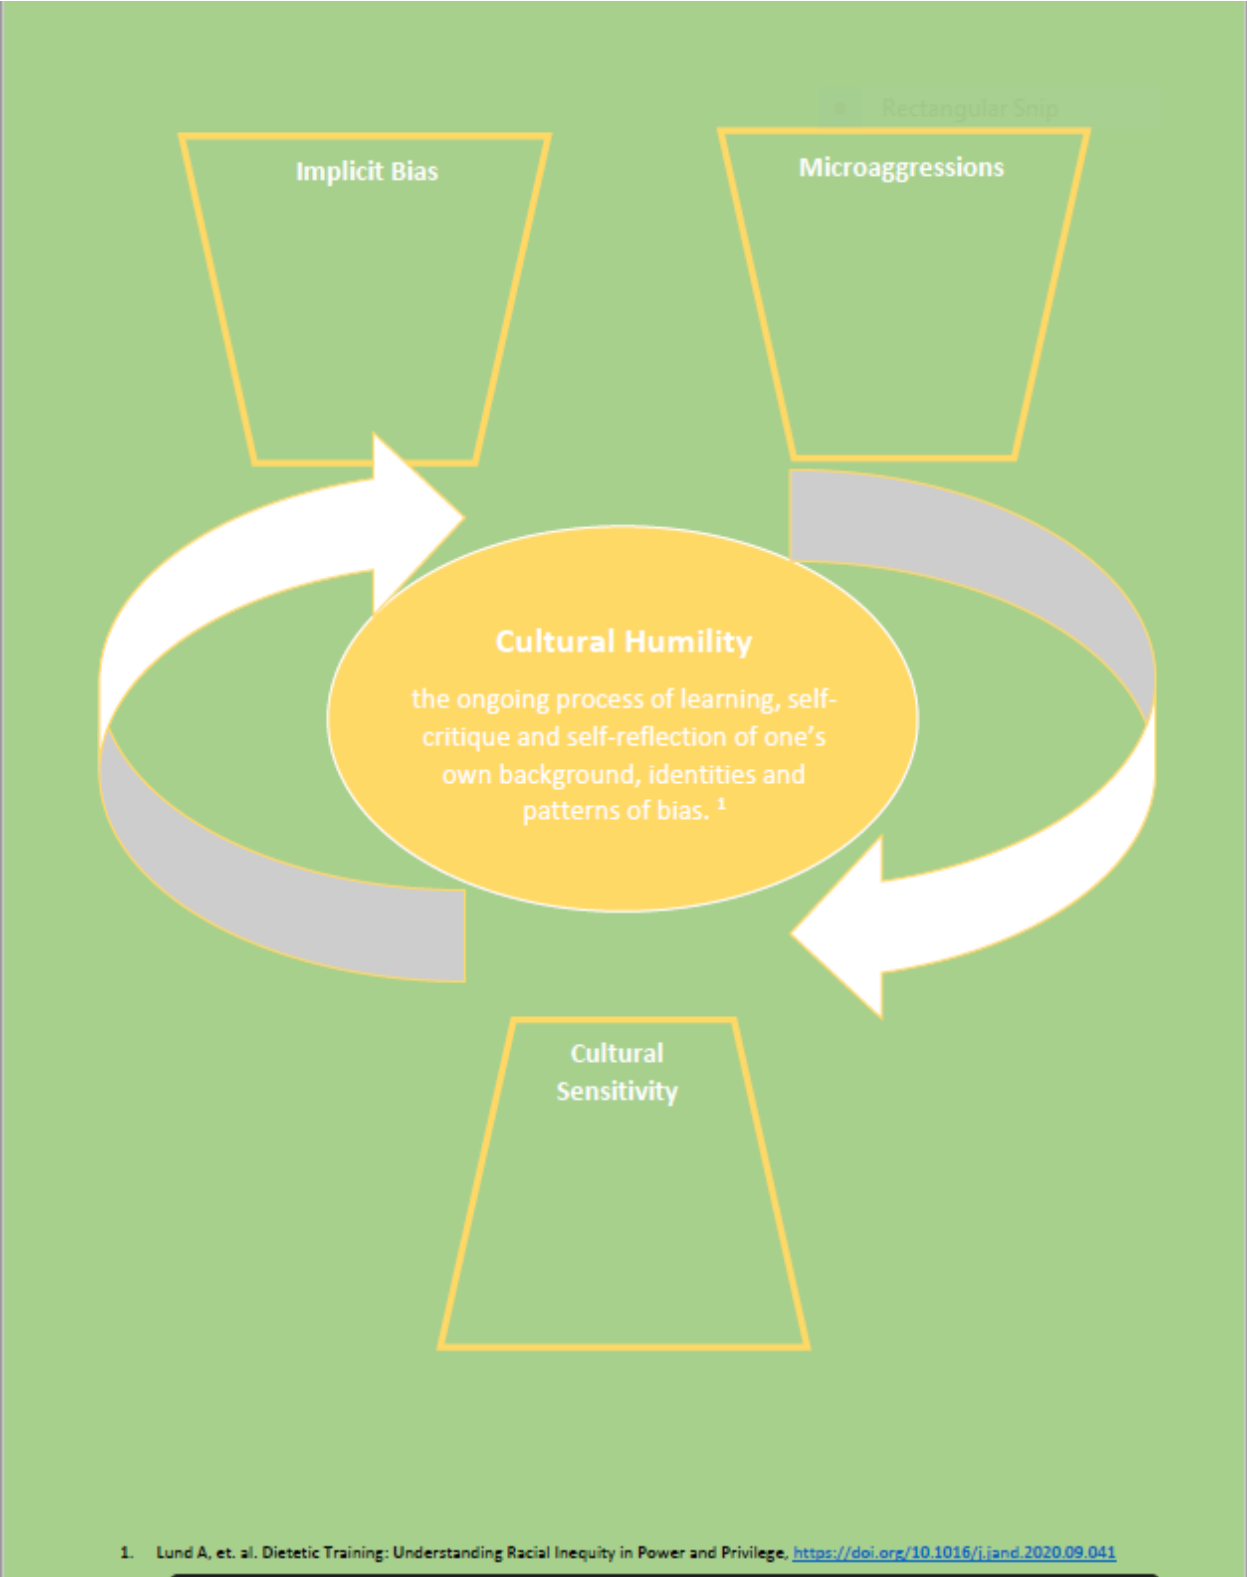 Rectangular Snip
Implicit Bias
Microaggressions
Cultural Humility
the ongoing process of learning, self-
critique and self-reflection of one's
own background, identities and
patterns of bias. 1
Cultural
Sensitivity
1. Lund A, et. al. Dietetic Training: Understanding Racial Inequity in Power and Privilege, https://doi.org/10.1016/j.jand.2020.09.041